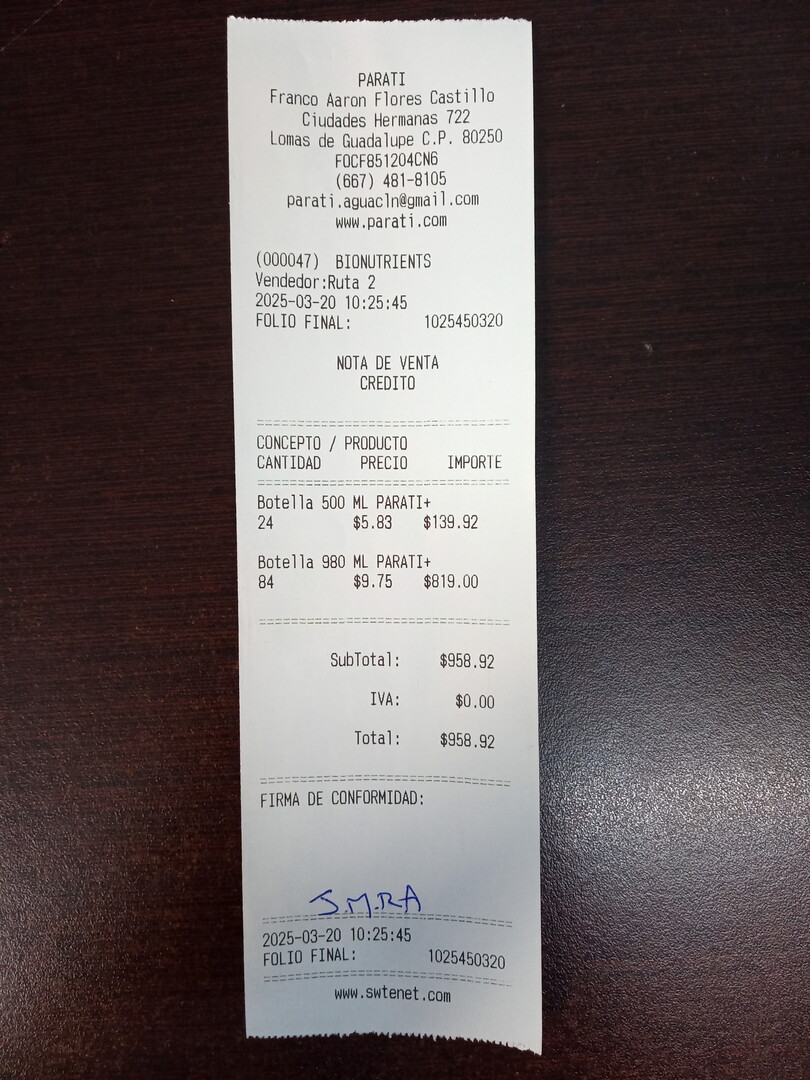 PARATI
Franco Aaron Flores Castillo
Ciudades Hermanas 722
Lomas de Guadalupe C.P. 80250
FOCF851204CN6
(667) 481-8105
parati.aguacln@gmail.com
www.parati.com
(000047) BIONUTRIENTS
Vendedor:Ruta 2
2025-03-20 10:25:45
FOLIO FINAL: 1025450320
NOTA DE VENTA
CREDITO
CONCEPTO / PRODUCTO
CANTIDAD PRECIO IMPORTE
Botella 500 ML PARATI+
24 $5.83 $139.92
Botella 980 ML PARATI+
84 $9.75 $819.00
SubTotal: $958.92
IVA: $0.00
Total: $958.92
FIRMA DE CONFORMIDAD:
J.M.RA
2025-03-20 10:25:45
FOLIO FINAL: 1025450320
www.swtenet.com